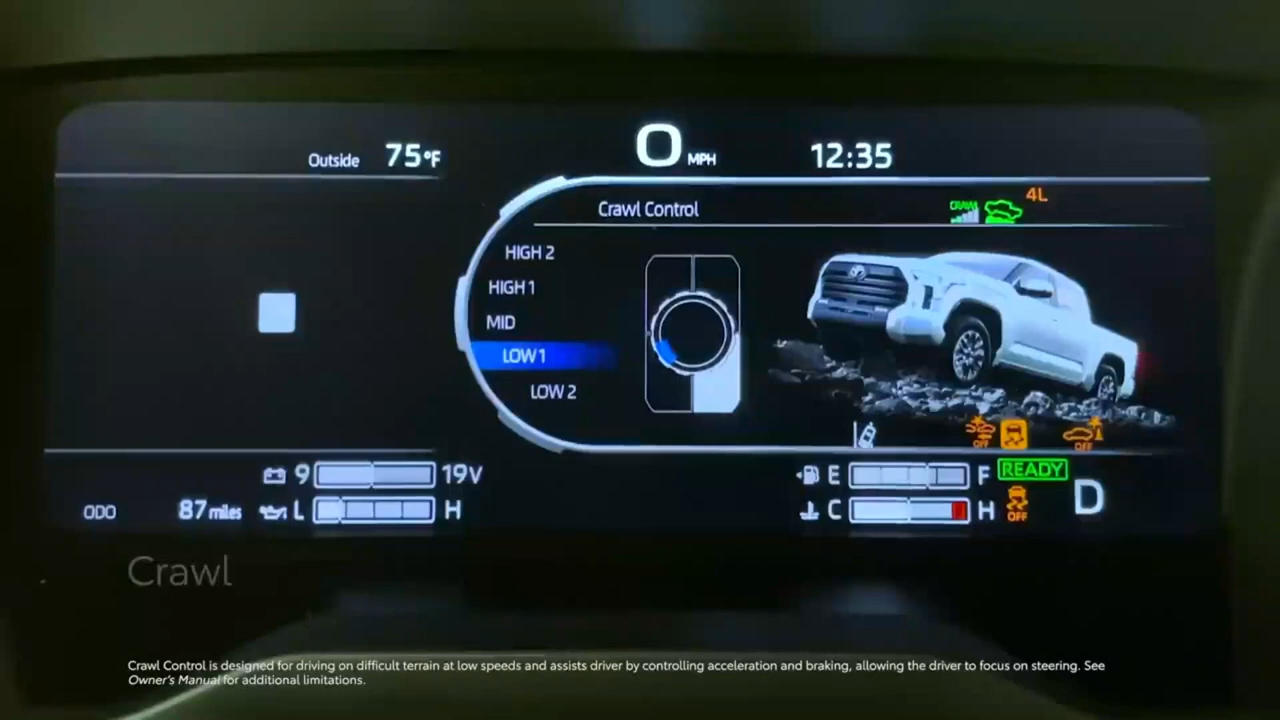 Outside 75°F
0 MPH
12:35
Crawl Control
CRAWL
4L
HIGH 2
HIGH 1
MID
LOW 1
LOW 2
OFF
OFF
9 19V
E F
READY
ODO 87 miles
L H
C H
OFF
D
Crawl
Crawl Control is designed for driving on difficult terrain at low speeds and assists driver by controlling acceleration and braking, allowing the driver to focus on steering. See
Owner's Manual for additional limitations.